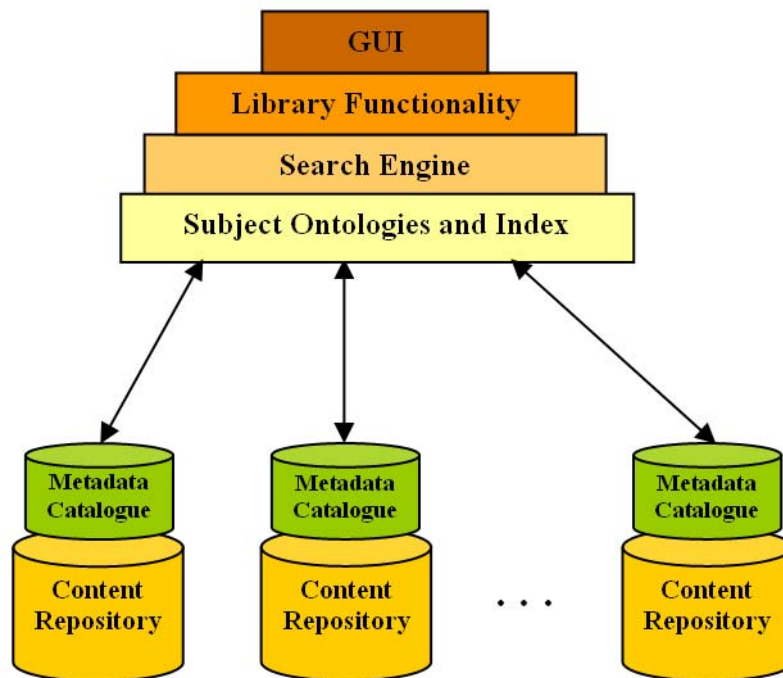 GUI
Library Functionality
Search Engine
Subject Ontologies and Index
Metadata
Catalogue
Metadata
Catalogue
Metadata
Catalogue
Content
Repository
Content
Repository
. . .
Content
Repository